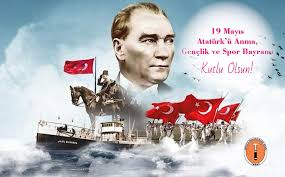 19 Mayıs
Atatürk'ü Anma,
Gençlik ve Spor Bayramı
Kutlu Olsun!